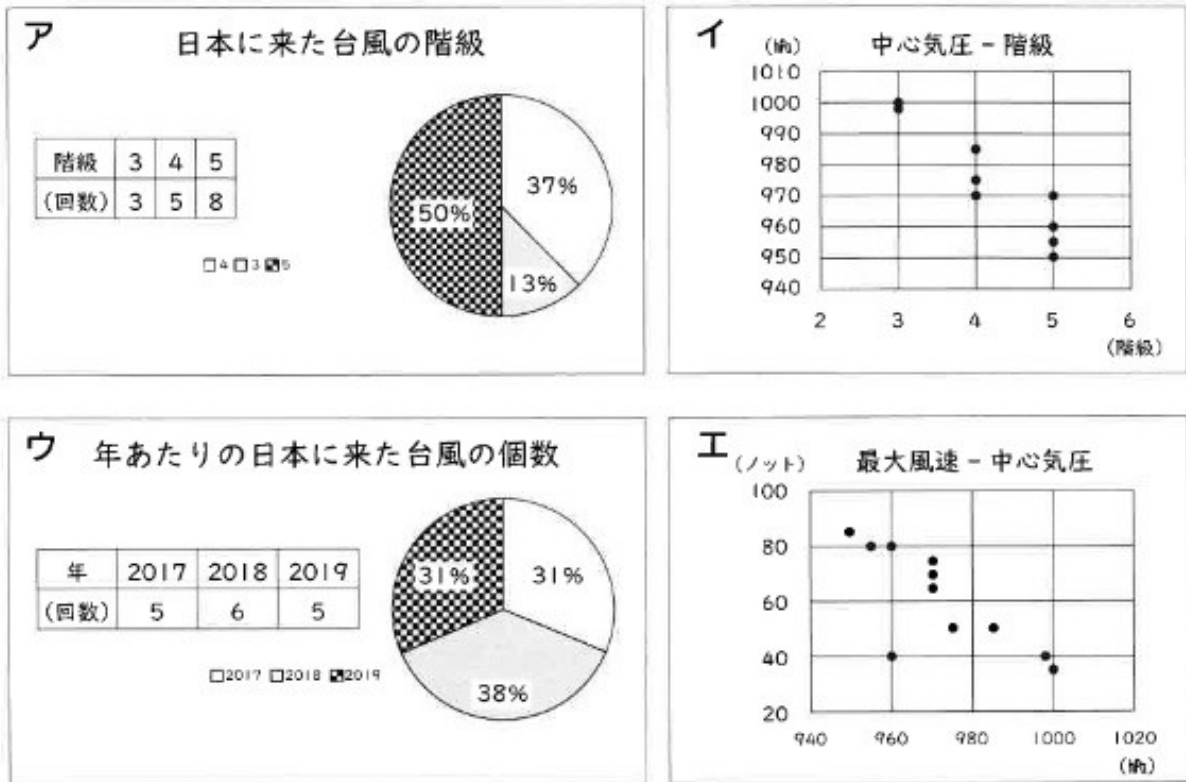 ア 日本に来た台風の階級
階級 3 4 5
(回数) 3 5 8
□4 □3 ▩5
50%
37%
13%
イ
(hPa) 中心気圧-階級
1010
1000
990
980
970
960
950
940
2 3 4 5 6
(階級)
ウ 年あたりの日本に来た台風の個数
年 2017 2018 2019
(回数) 5 6 5
□2017 □2018 ▩2019
31%
31%
38%
エ
(ノット) 最大風速-中心気圧
100
80
60
40
20
940 960 980 1000 1020
(hPa)